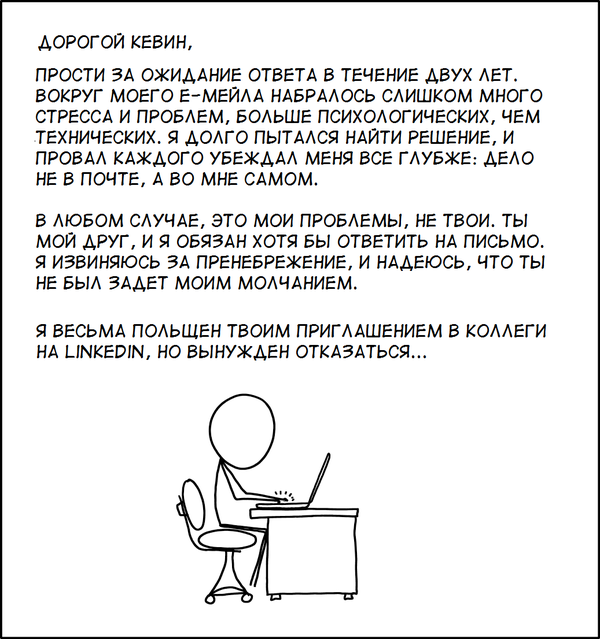 ДОРОГОЙ КЕВИН,
ПРОСТИ ЗА ОЖИДАНИЕ ОТВЕТА В ТЕЧЕНИЕ ДВУХ ЛЕТ.
ВОКРУГ МОЕГО Е-МЕЙЛА НАБРАЛОСЬ СЛИШКОМ МНОГО
СТРЕССА И ПРОБЛЕМ, БОЛЬШЕ ПСИХОЛОГИЧЕСКИХ, ЧЕМ
ТЕХНИЧЕСКИХ. Я ДОЛГО ПЫТАЛСЯ НАЙТИ РЕШЕНИЕ, И
ПРОВАЛ КАЖДОГО УБЕЖДАЛ МЕНЯ ВСЕ ГЛУБЖЕ: ДЕЛО
НЕ В ПОЧТЕ, А ВО МНЕ САМОМ.
В ЛЮБОМ СЛУЧАЕ, ЭТО МОИ ПРОБЛЕМЫ, НЕ ТВОИ. ТЫ
МОЙ ДРУГ, И Я ОБЯЗАН ХОТЯ БЫ ОТВЕТИТЬ НА ПИСЬМО.
Я ИЗВИНЯЮСЬ ЗА ПРЕНЕБРЕЖЕНИЕ, И НАДЕЮСЬ, ЧТО ТЫ
НЕ БЫЛ ЗАДЕТ МОИМ МОЛЧАНИЕМ.
Я ВЕСЬМА ПОЛЬЩЕН ТВОИМ ПРИГЛАШЕНИЕМ В КОЛЛЕГИ
НА LINKEDIN, НО ВЫНУЖДЕН ОТКАЗАТЬСЯ...